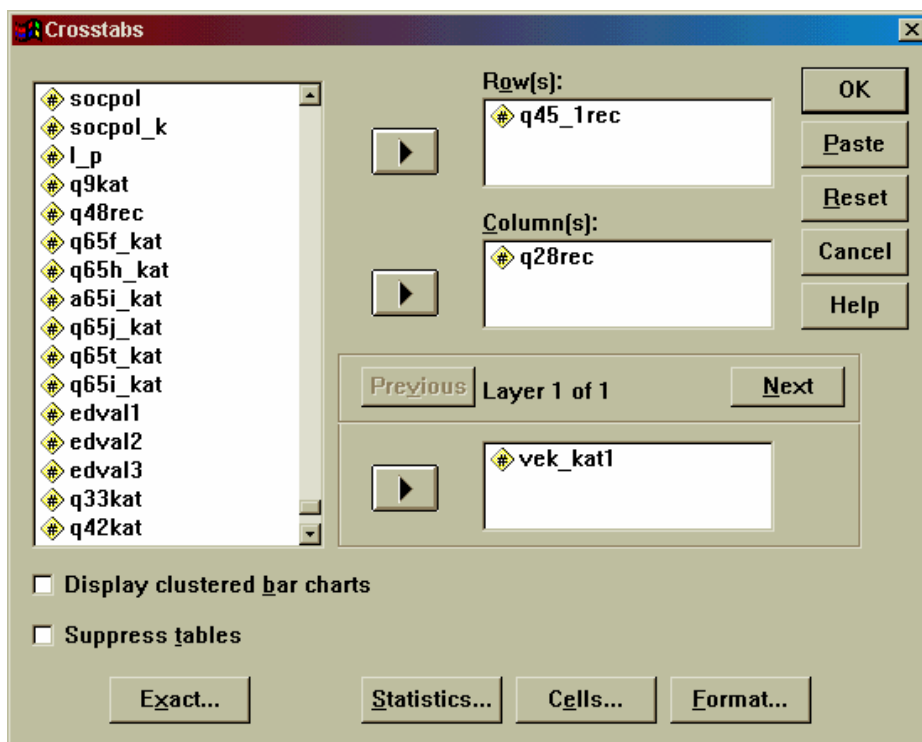 Crosstabs
socpol
socpol_k
l_p
q9kat
q48rec
q65f_kat
q65h_kat
a65i_kat
q65j_kat
q65t_kat
q65i_kat
edval1
edval2
edval3
q33kat
q42kat
Row(s):
q45_1rec
Column(s):
q28rec
Previous
Layer 1 of 1
Next
vek_kat1
OK
Paste
Reset
Cancel
Help
Display clustered bar charts
Suppress tables
Exact...
Statistics...
Cells...
Format...